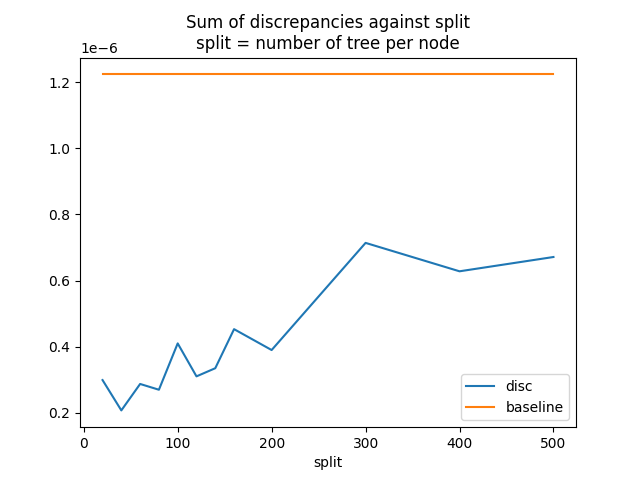 Sum of discrepancies against split
split = number of tree per node
1e−6
1.2
1.0
0.8
0.6
0.4
0.2
disc
baseline
0
100
200
300
400
500
split